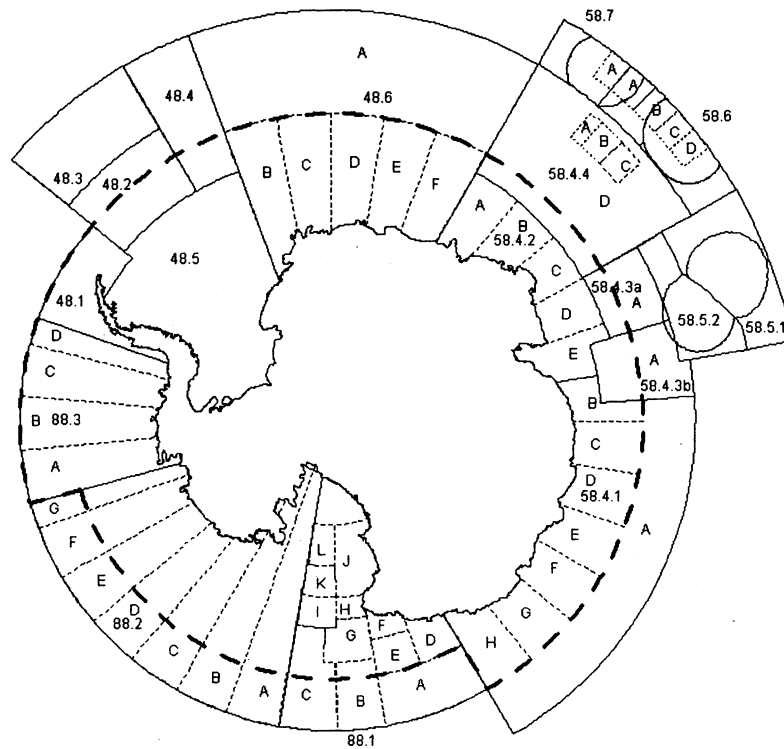 58.7
A
A
A
48.4
B
58.6
48.6
C
A
D
B
48.3
48.2
C
58.4.4
B
C
D
E
F
D
A
B
58.4.2
48.5
C
58.4.3a
48.1
D
A
58.5.2
58.5.1
D
E
A
C
58.4.3b
B
B
88.3
C
A
D
58.4.1
G
A
F
E
L
J
E
K
F
D
I
H
88.2
G
F
D
G
H
C
E
B
A
C
B
A
88.1